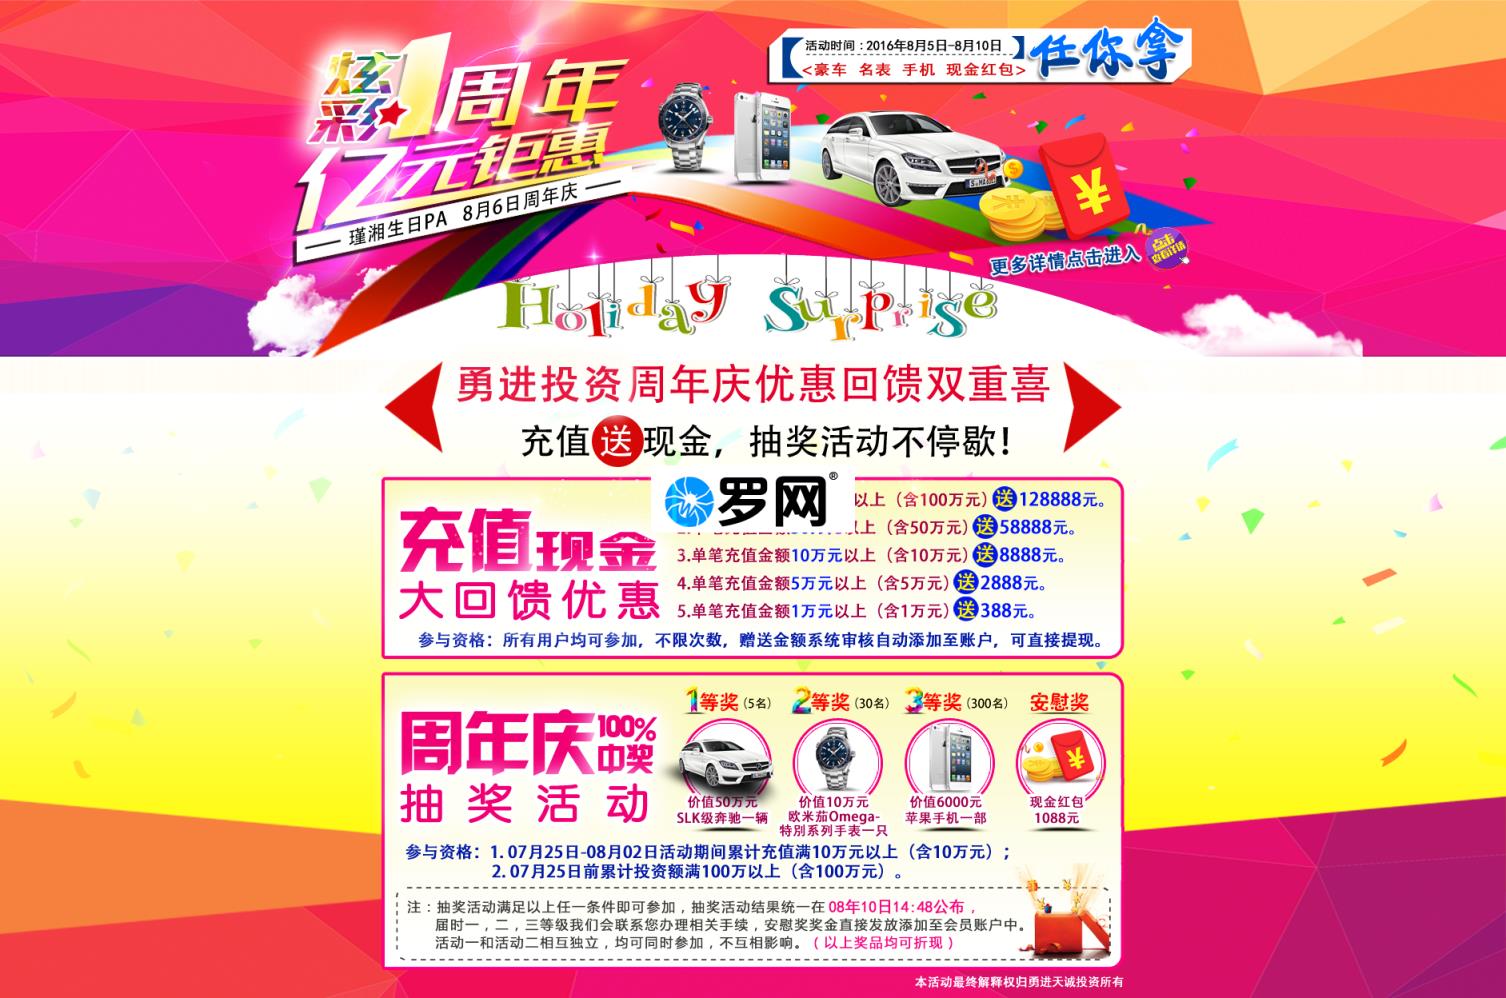 炫彩1周年
亿元钜惠
瑾湘生日PA 8月6日周年庆
活动时间：2016年8月5日-8月10日
<豪车 名表 手机 现金红包>
任你拿
更多详情点击进入
点击
查看详情
Holiday Surprise
勇进投资周年庆优惠回馈双重喜
充值送现金，抽奖活动不停歇！
罗网®
充值现金
大回馈优惠
以上（含100万元）送128888元。
以上（含50万元）送58888元。
3.单笔充值金额10万元以上（含10万元）送8888元。
4.单笔充值金额5万元以上（含5万元）送2888元。
5.单笔充值金额1万元以上（含1万元）送388元。
参与资格：所有用户均可参加，不限次数，赠送金额系统审核自动添加至账户，可直接提现。
周年庆100%中奖
抽奖活动
1等奖（5名） 2等奖（30名） 3等奖（300名） 安慰奖
价值50万元
SLK级奔驰一辆
价值10万元
欧米茄Omega-
特别系列手表一只
价值6000元
苹果手机一部
现金红包
1088元
参与资格：1. 07月25日-08月02日活动期间累计充值满10万元以上（含10万元）；
2. 07月25日前累计投资额满100万以上（含100万元）。
注：抽奖活动满足以上任一条件即可参加，抽奖活动结果统一在 08年10日14:48公布，
届时一，二，三等级我们会联系您办理相关手续，安慰奖奖金直接发放添加至会员账户中。
活动一和活动二相互独立，均可同时参加，不互相影响。（以上奖品均可折现）
本活动最终解释权归勇进天诚投资所有